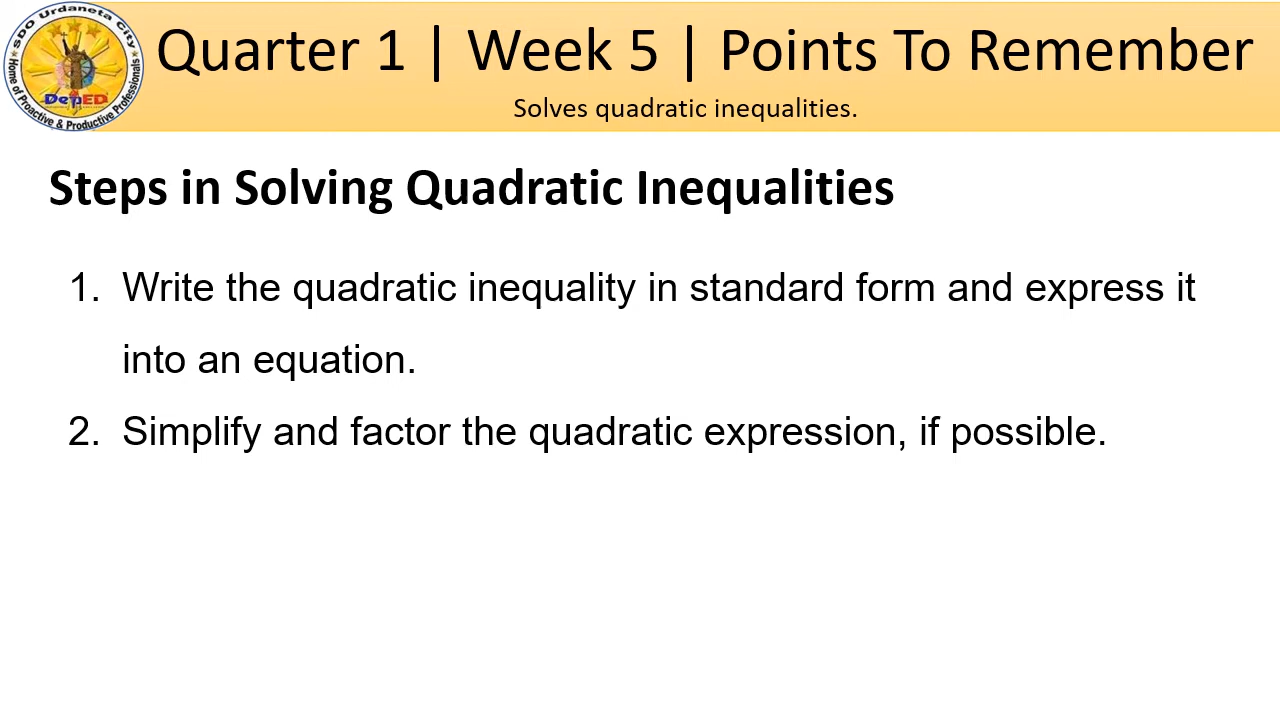 SDO Urdaneta City
Home of Proactive & Productive Professionals
DepED
Quarter 1 | Week 5 | Points To Remember
Solves quadratic inequalities.
Steps in Solving Quadratic Inequalities
1. Write the quadratic inequality in standard form and express it
into an equation.
2. Simplify and factor the quadratic expression, if possible.